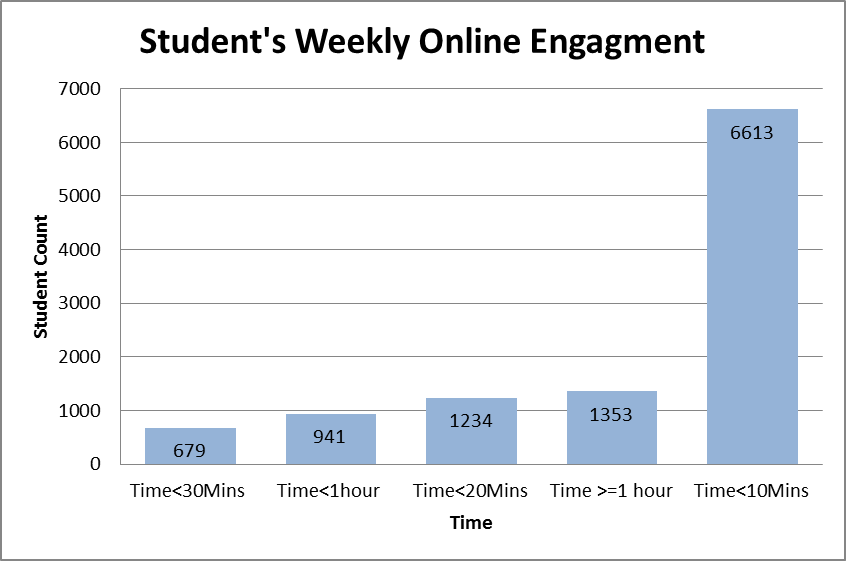 Student's Weekly Online Engagment
7000
6000
5000
4000
3000
2000
1000
0
Student Count
679
941
1234
1353
6613
Time<30Mins
Time<1hour
Time<20Mins
Time >=1 hour
Time<10Mins
Time